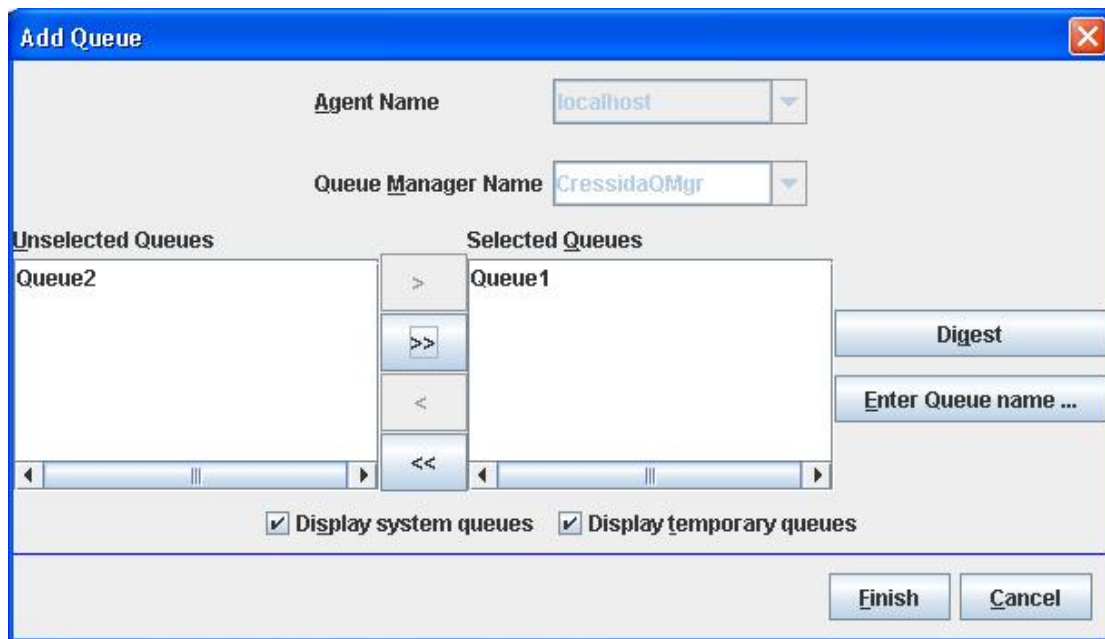 Add Queue
Agent Name localhost
Queue Manager Name CressidaQMgr
Unselected Queues Selected Queues
Queue2 > Queue1
>> Digest
< Enter Queue name ...
<<
Display system queues Display temporary queues
Finish Cancel